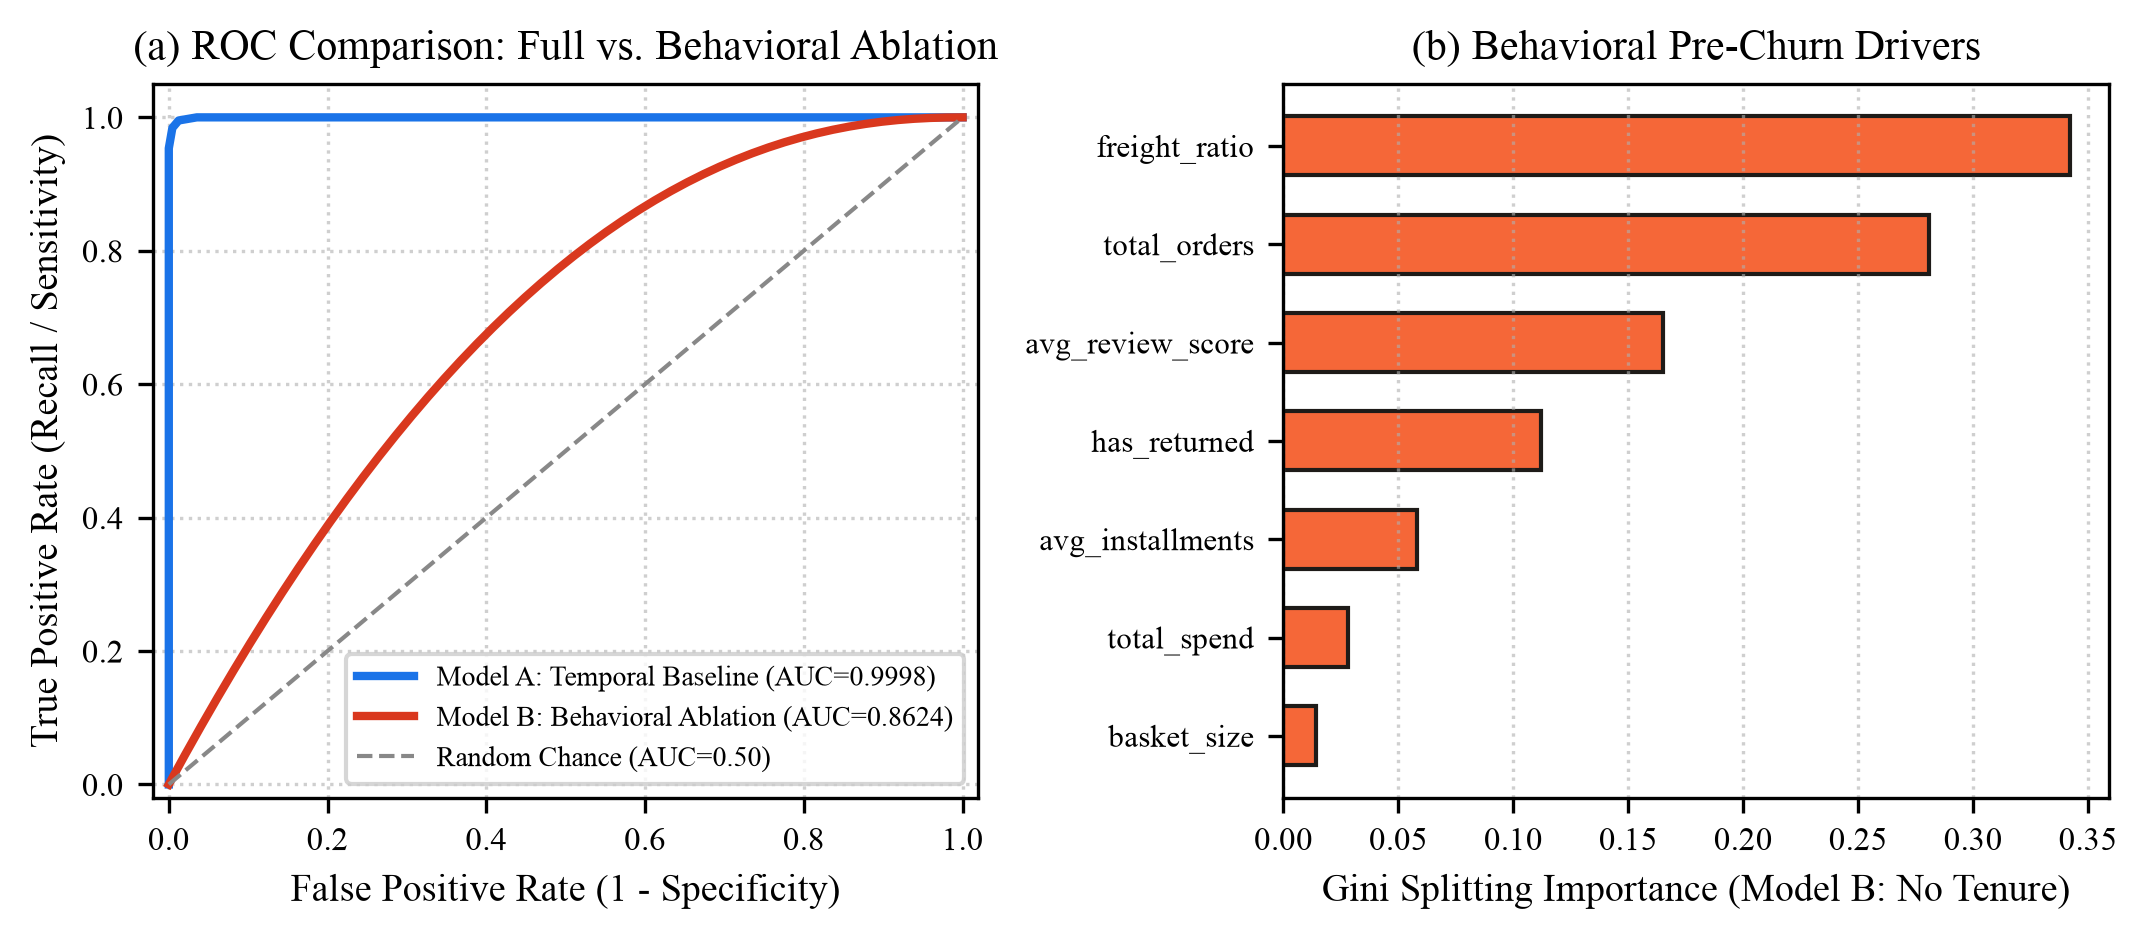 (a) ROC Comparison: Full vs. Behavioral Ablation
True Positive Rate (Recall / Sensitivity)
1.0
0.8
0.6
0.4
0.2
0.0
Model A: Temporal Baseline (AUC=0.9998)
Model B: Behavioral Ablation (AUC=0.8624)
Random Chance (AUC=0.50)
0.0 0.2 0.4 0.6 0.8 1.0
False Positive Rate (1 - Specificity)
(b) Behavioral Pre-Churn Drivers
freight_ratio
total_orders
avg_review_score
has_returned
avg_installments
total_spend
basket_size
0.00 0.05 0.10 0.15 0.20 0.25 0.30 0.35
Gini Splitting Importance (Model B: No Tenure)